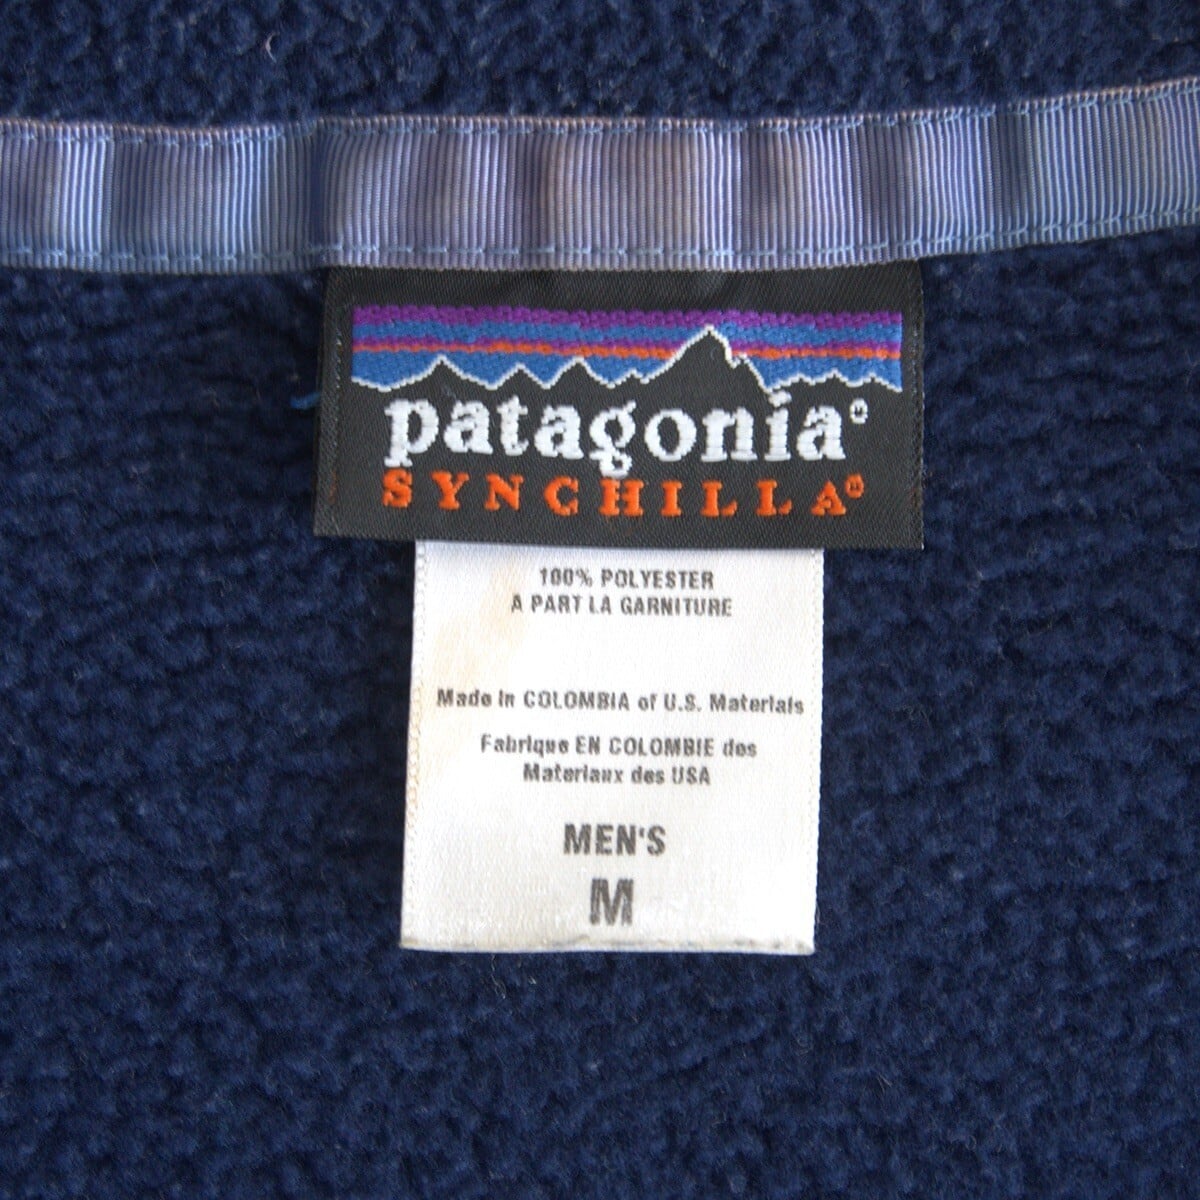 patagonia®
SYNCHILLA®
100% POLYESTER
A PART LA GARNITURE
Made in COLOMBIA of U.S. Materials
Fabrique EN COLOMBIE des
Materiaux des USA
MEN'S
M